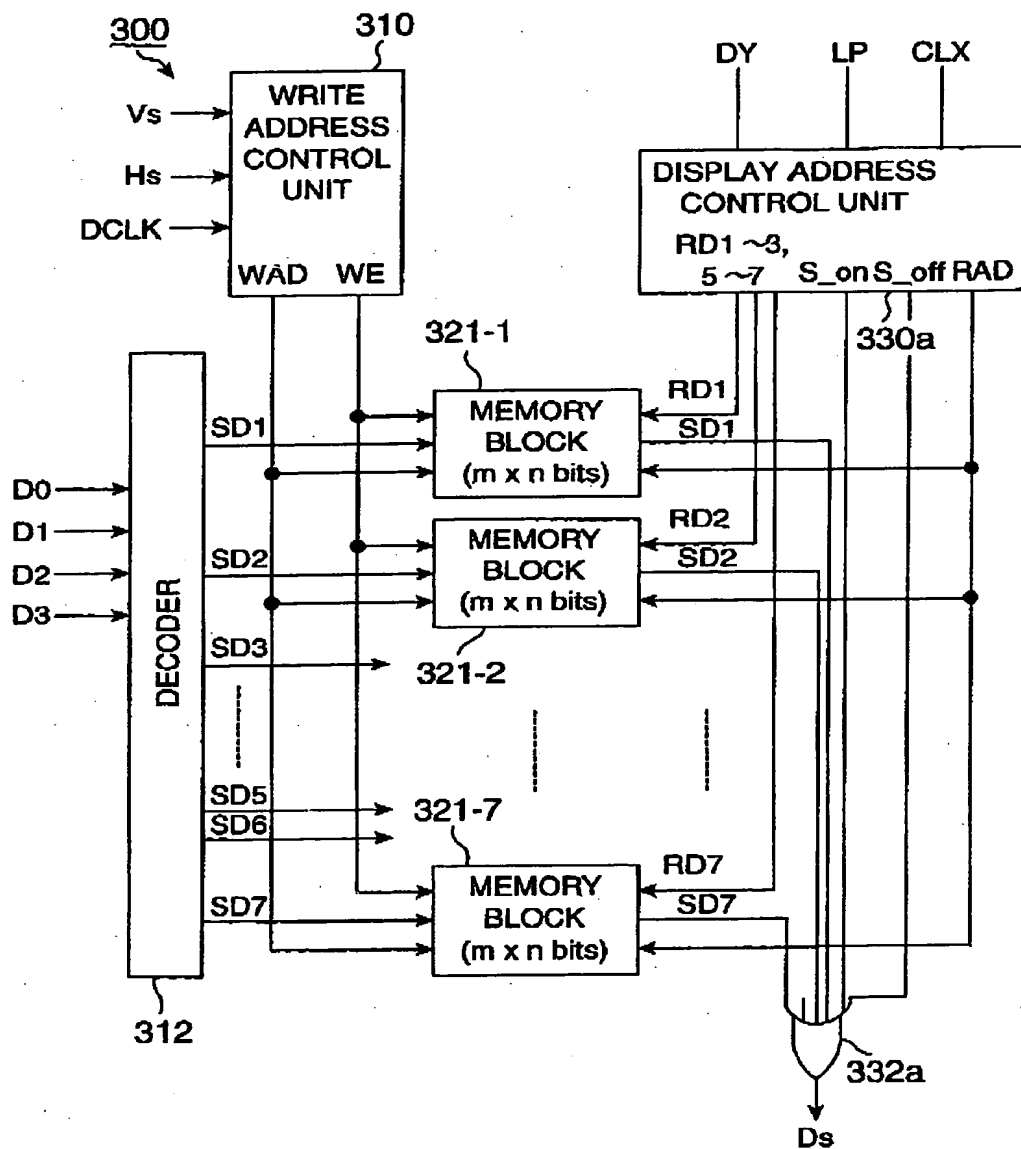 300
310
Vs
Hs
DCLK
WRITE
ADDRESS
CONTROL
UNIT
WAD WE
DY LP CLX
DISPLAY ADDRESS
CONTROL UNIT
RD1 ~3,
5 ~7 S_on S_off RAD
330a
321-1
MEMORY
BLOCK
(m x n bits)
RD1
SD1
SD1
D0
D1
D2
D3
DECODER
312
SD2
MEMORY
BLOCK
(m x n bits)
RD2
SD2
321-2
SD3
SD5
SD6
321-7
SD7
MEMORY
BLOCK
(m x n bits)
RD7
SD7
332a
Ds